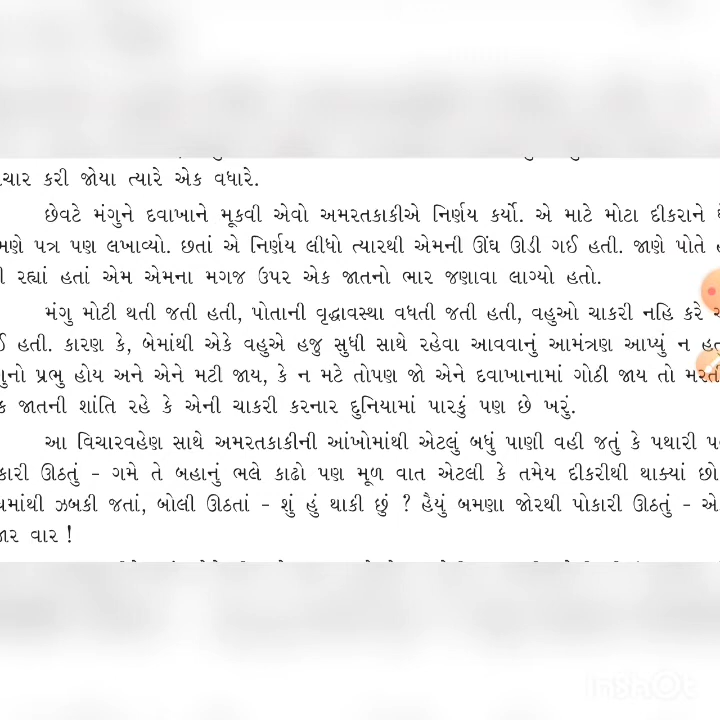 કરી જોયા ત્યારે એક વધારે.
છેવટે મંગુને દવાખાને મૂકવી એવો અમરતકાકીએ નિર્ણય કર્યો. એ માટે મોટા દીકરાને
પત્ર પણ લખાવ્યો. છતાં એ નિર્ણય લીધો ત્યારથી એમની ઊંઘ ઊડી ગઈ હતી. જાણે પોતે
રહ્યાં હતાં એમ એમના મગજ ઉપર એક જાતનો ભાર જણાવા લાગ્યો હતો.
મંગુ મોટી થતી જતી હતી, પોતાની વૃદ્ધાવસ્થા વધતી જતી હતી, વહુઓ ચાકરી નહિ કરે
હતી. કારણ કે, બેમાંથી એકે વહુએ હજુ સુધી સાથે રહેવા આવવાનું આમંત્રણ આપ્યું ન
પ્રભુ હોય અને એને મટી જાય, કે ન મટે તોપણ જો એને દવાખાનામાં ગોઠી જાય તો
જાતની શાંતિ રહે કે એની ચાકરી કરનાર દુનિયામાં પારકું પણ છે ખરું.
આ વિચારવહેણ સાથે અમરતકાકીની આંખોમાંથી એટલું બધું પાણી વહી જતું કે પથારી
ઊઠતું - ગમે તે બહાનું ભલે કાઢો પણ મૂળ વાત એટલી કે તમેય દીકરીથી થાક્યાં છો
ઝબકી જતાં, બોલી ઊઠતાં - શું હું થાકી છું ? હૈયું બમણા જોરથી પોકારી ઊઠતું - એ
વાર !